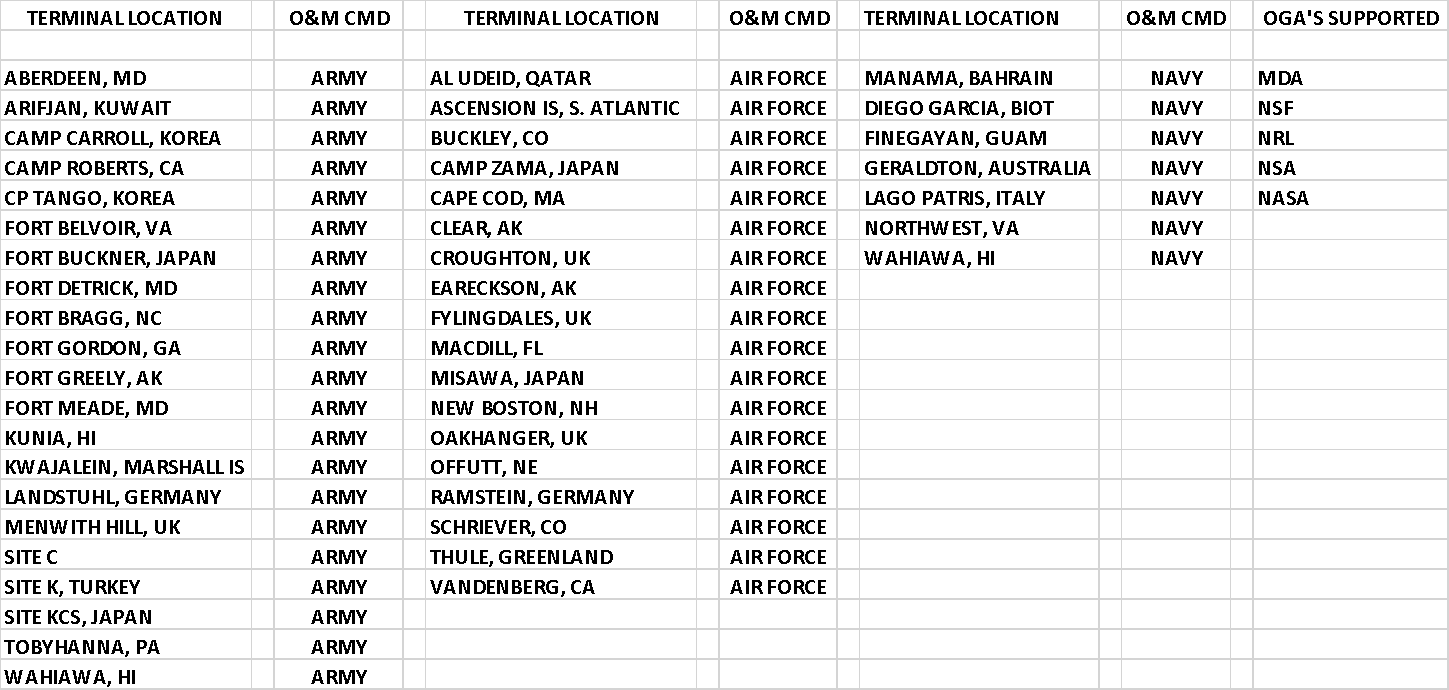 TERMINAL LOCATION O&M CMD TERMINAL LOCATION O&M CMD TERMINAL LOCATION O&M CMD OGA'S SUPPORTED
ABERDEEN, MD ARMY AL UDEID, QATAR AIR FORCE MANAMA, BAHRAIN NAVY MDA
ARIFJAN, KUWAIT ARMY ASCENSION IS, S. ATLANTIC AIR FORCE DIEGO GARCIA, BIOT NAVY NSF
CAMP CARROLL, KOREA ARMY BUCKLEY, CO AIR FORCE FINEGAYAN, GUAM NAVY NRL
CAMP ROBERTS, CA ARMY CAMP ZAMA, JAPAN AIR FORCE GERALDTON, AUSTRALIA NAVY NSA
CP TANGO, KOREA ARMY CAPE COD, MA AIR FORCE LAGO PATRIS, ITALY NAVY NASA
FORT BELVOIR, VA ARMY CLEAR, AK AIR FORCE NORTHWEST, VA NAVY
FORT BUCKNER, JAPAN ARMY CROUGHTON, UK AIR FORCE WAHIAWA, HI NAVY
FORT DETRICK, MD ARMY EARECKSON, AK AIR FORCE
FORT BRAGG, NC ARMY FYLINGDALES, UK AIR FORCE
FORT GORDON, GA ARMY MACDILL, FL AIR FORCE
FORT GREELY, AK ARMY MISAWA, JAPAN AIR FORCE
FORT MEADE, MD ARMY NEW BOSTON, NH AIR FORCE
KUNIA, HI ARMY OAKHANGER, UK AIR FORCE
KWAJALEIN, MARSHALL IS ARMY OFFUTT, NE AIR FORCE
LANDSTUHL, GERMANY ARMY RAMSTEIN, GERMANY AIR FORCE
MENWITH HILL, UK ARMY SCHRIEVER, CO AIR FORCE
SITE C ARMY THULE, GREENLAND AIR FORCE
SITE K, TURKEY ARMY VANDENBERG, CA AIR FORCE
SITE KCS, JAPAN ARMY
TOBYHANNA, PA ARMY
WAHIAWA, HI ARMY